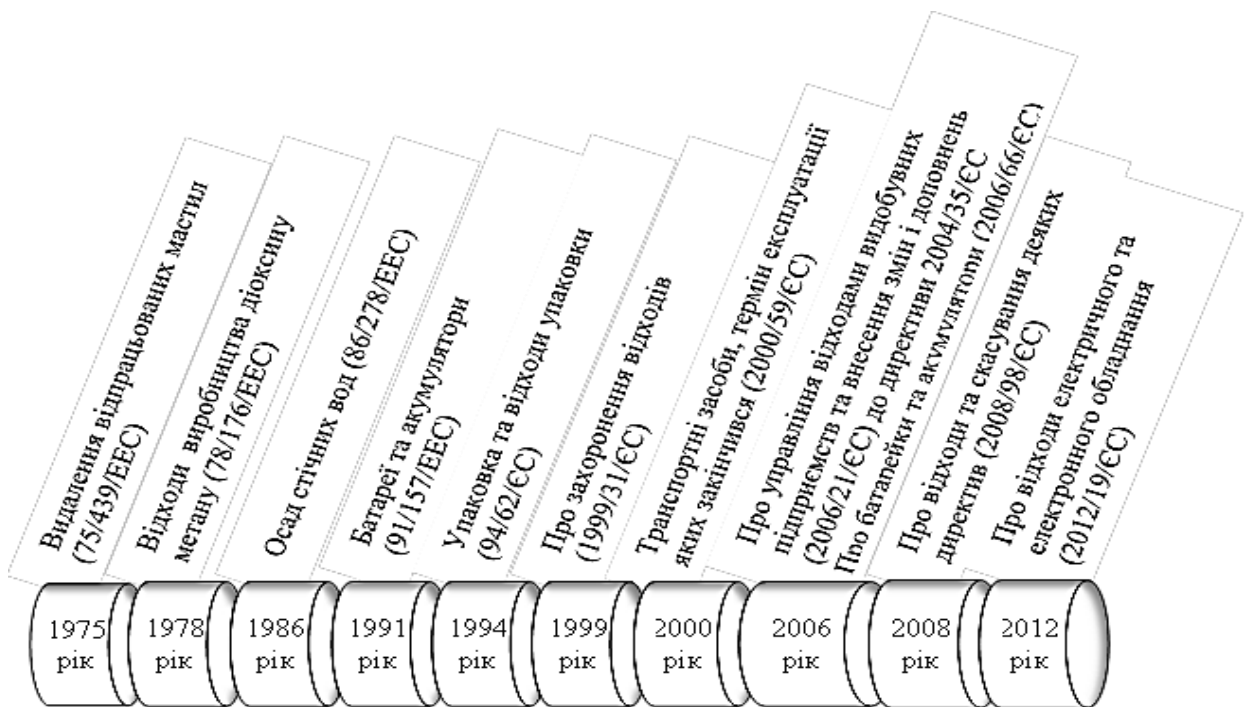 Видалення відпрацьованих мастил
(75/439/ЕЕС)
Відходи виробництва діоксину
метану (78/176/ЕЕС)
Осад стічних вод (86/278/ЕЕС)
Батареї та акумулятори
(91/157/ЕЕС)
Упаковка та відходи упаковки
(94/62/ЄС)
Про захоронення відходів
(1999/31/ЄС)
Транспортні засоби, термін експлуатації
яких закінчився (2000/59/ЄС)
Про управління відходами видобувних
підприємств та внесення змін і доповнень
(2006/21/ЄС) до директиви 2004/35/ЄС
Про батарейки та акумулятори (2006/66/ЄС)
Про відходи та скасування деяких
директив (2008/98/ЄС)
Про відходи електричного та
електронного обладнання
(2012/19/ЄС)
1975
рік
1978
рік
1986
рік
1991
рік
1994
рік
1999
рік
2000
рік
2006
рік
2008
рік
2012
рік